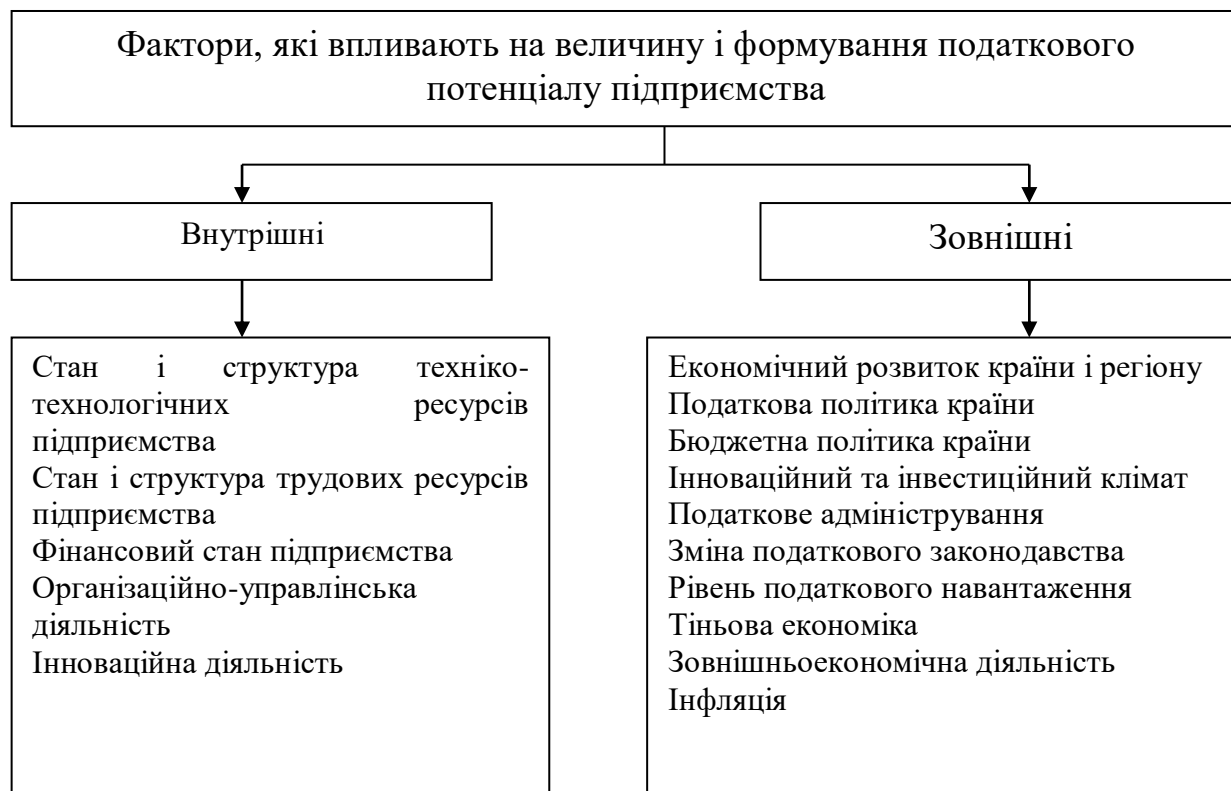 Фактори, які впливають на величину і формування податкового
потенціалу підприємства
Внутрішні
Зовнішні
Стан і структура техніко-
технологічних ресурсів
підприємства
Стан і структура трудових ресурсів
підприємства
Фінансовий стан підприємства
Організаційно-управлінська
діяльність
Інноваційна діяльність
Економічний розвиток країни і регіону
Податкова політика країни
Бюджетна політика країни
Інноваційний та інвестиційний клімат
Податкове адміністрування
Зміна податкового законодавства
Рівень податкового навантаження
Тіньова економіка
Зовнішньоекономічна діяльність
Інфляція